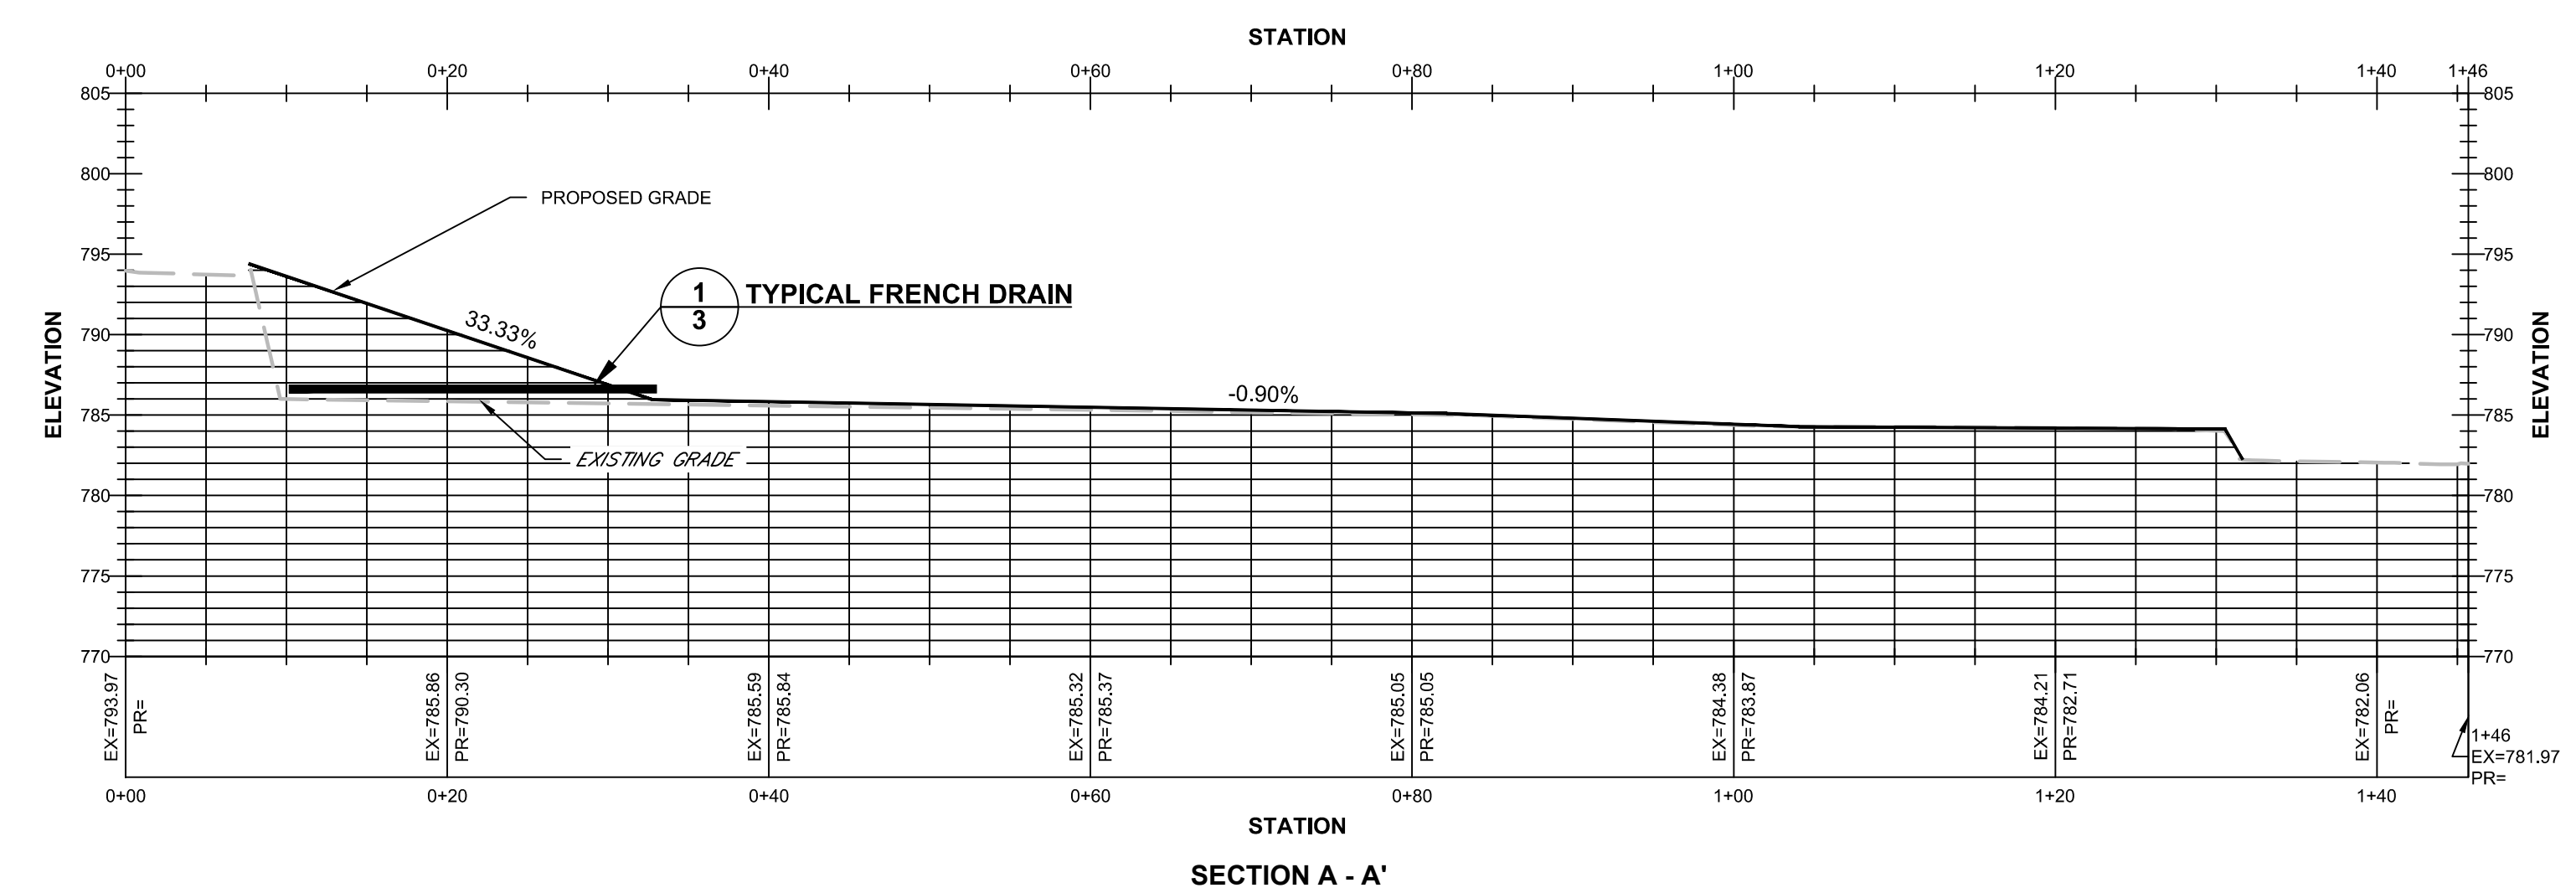 STATION
0+00 0+20 0+40 0+60 0+80 1+00 1+20 1+40 1+46
805 805
800 800
PROPOSED GRADE
795 795
1
3
TYPICAL FRENCH DRAIN
33.33%
790 790
ELEVATION
ELEVATION
-0.90%
785 785
EXISTING GRADE
780 780
775 775
770 770
EX=793.97
PR=
EX=785.86
PR=790.30
EX=785.59
PR=785.84
EX=785.32
PR=785.37
EX=785.05
PR=785.05
EX=784.38
PR=783.87
EX=784.21
PR=782.71
EX=782.06
PR=
1+46
EX=781.97
PR=
0+00 0+20 0+40 0+60 0+80 1+00 1+20 1+40
STATION
SECTION A - A'